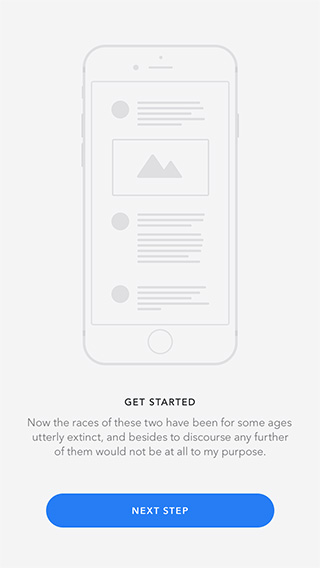 GET STARTED
Now the races of these two have been for some ages
utterly extinct, and besides to discourse any further
of them would not be at all to my purpose.
NEXT STEP